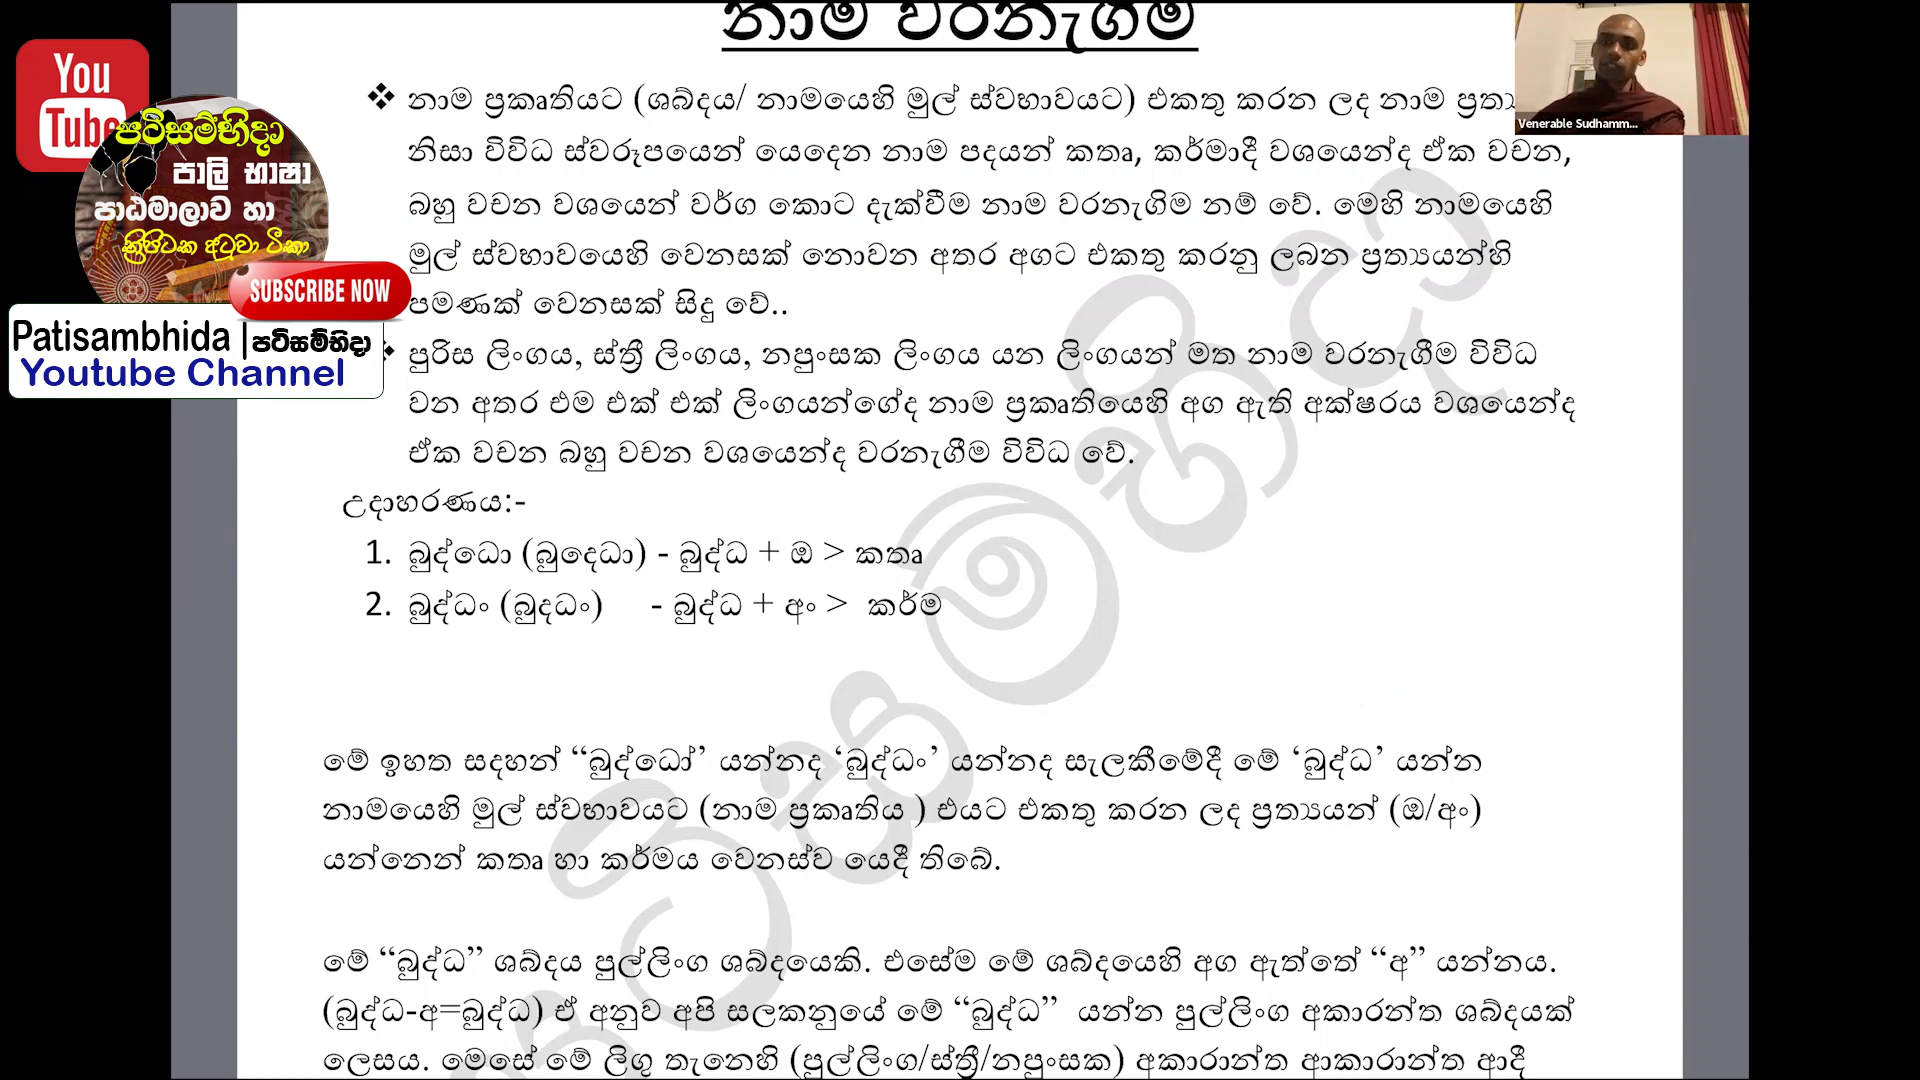 නාම වරනැගීම
❖ නාම ප්‍රකෘතියට (ශබ්දය/ නාමයෙහි මුල් ස්වභාවයට) එකතු කරන ලද නාම
නිසා විවිධ ස්වරූපයෙන් යෙදෙන නාම පදයන් කතෘ, කර්මාදී වශයෙන්ද ඒක වචන,
බහු වචන වශයෙන් වර්ග කොට දැක්වීම නාම වරනැගිම නම් වේ. මෙහි නාමයෙහි
මුල් ස්වභාවයෙහි වෙනසක් නොවන අතර අගට එකතු කරනු ලබන ප්‍රත්‍යයන්හි
පමණක් වෙනසක් සිදු වේ..
පුරිස ලිංගය, ස්ත්‍රී ලිංගය, නපුංසක ලිංගය යන ලිංගයන් මත නාම වරනැගීම විවිධ
වන අතර එම එක් එක් ලිංගයන්ගේද නාම ප්‍රකෘතියෙහි අග ඇති අක්ෂරය වශයෙන්ද
ඒක වචන බහු වචන වශයෙන්ද වරනැගීම විවිධ වේ.
උදාහරණය:-
1. බුද්ධො (බුදෙධා) - බුද්ධ + ඔ > කතෘ
2. බුද්ධං (බුදධං) - බුද්ධ + අං > කර්ම
මේ ඉහත සදහන් “බුද්ධෝ’ යන්නද ‘බුද්ධං’ යන්නද සැලකීමේදී මේ ‘බුද්ධ’ යන්න
නාමයෙහි මුල් ස්වභාවයට (නාම ප්‍රකෘතිය ) එයට එකතු කරන ලද ප්‍රත්‍යයන් (ඔ/අං)
යන්නෙන් කතෘ හා කර්මය වෙනස්ව යෙදී තිබේ.
මේ “බුද්ධ” ශබ්දය පුල්ලිංග ශබ්දයෙකි. එසේම මේ ශබ්දයෙහි අග ඇත්තේ “අ” යන්නය.
(බුද්ධ-අ=බුද්ධ) ඒ අනුව අපි සලකනුයේ මේ “බුද්ධ” යන්න පුල්ලිංග අකාරන්ත ශබ්දයක්
ලෙසය. මෙසේ මේ ලිගු තැනෙහි (පුල්ලිංග/ස්ත්‍රී/නපුංසක) අකාරාන්ත ආකාරාන්ත ආදී
You
Tube
පටිසම්භිදා
පාලි භාෂා
පාඨමාලාව හා
ත්‍රිපිටක අටුවා ටීකා
SUBSCRIBE NOW
Patisambhida | පටිසම්භිදා
Youtube Channel
Venerable Sudhamm...
පටිසම්භිදා